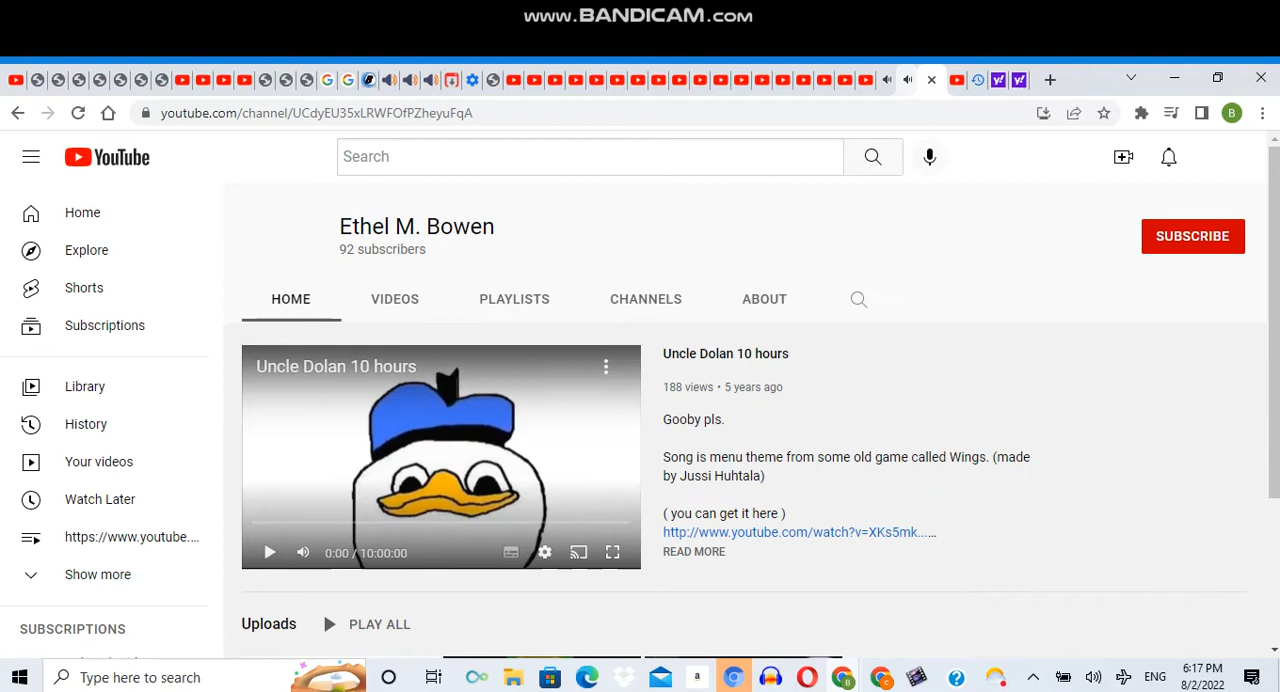 www.BANDICAM.com
youtube.com/channel/UCdyEU35xLRWFOfPZheyuFqA
B
YouTube
Search
Home
Explore
Shorts
Subscriptions
Library
History
Your videos
Watch Later
https://www.youtube....
Show more
SUBSCRIPTIONS
Ethel M. Bowen
92 subscribers
SUBSCRIBE
HOME VIDEOS PLAYLISTS CHANNELS ABOUT
Uncle Dolan 10 hours
0:00 / 10:00:00
Uncle Dolan 10 hours
188 views • 5 years ago
Gooby pls.
Song is menu theme from some old game called Wings. (made
by Jussi Huhtala)
( you can get it here )
http://www.youtube.com/watch?v=XKs5mk...…
READ MORE
Uploads PLAY ALL
Type here to search
a
ENG
6:17 PM
8/2/2022